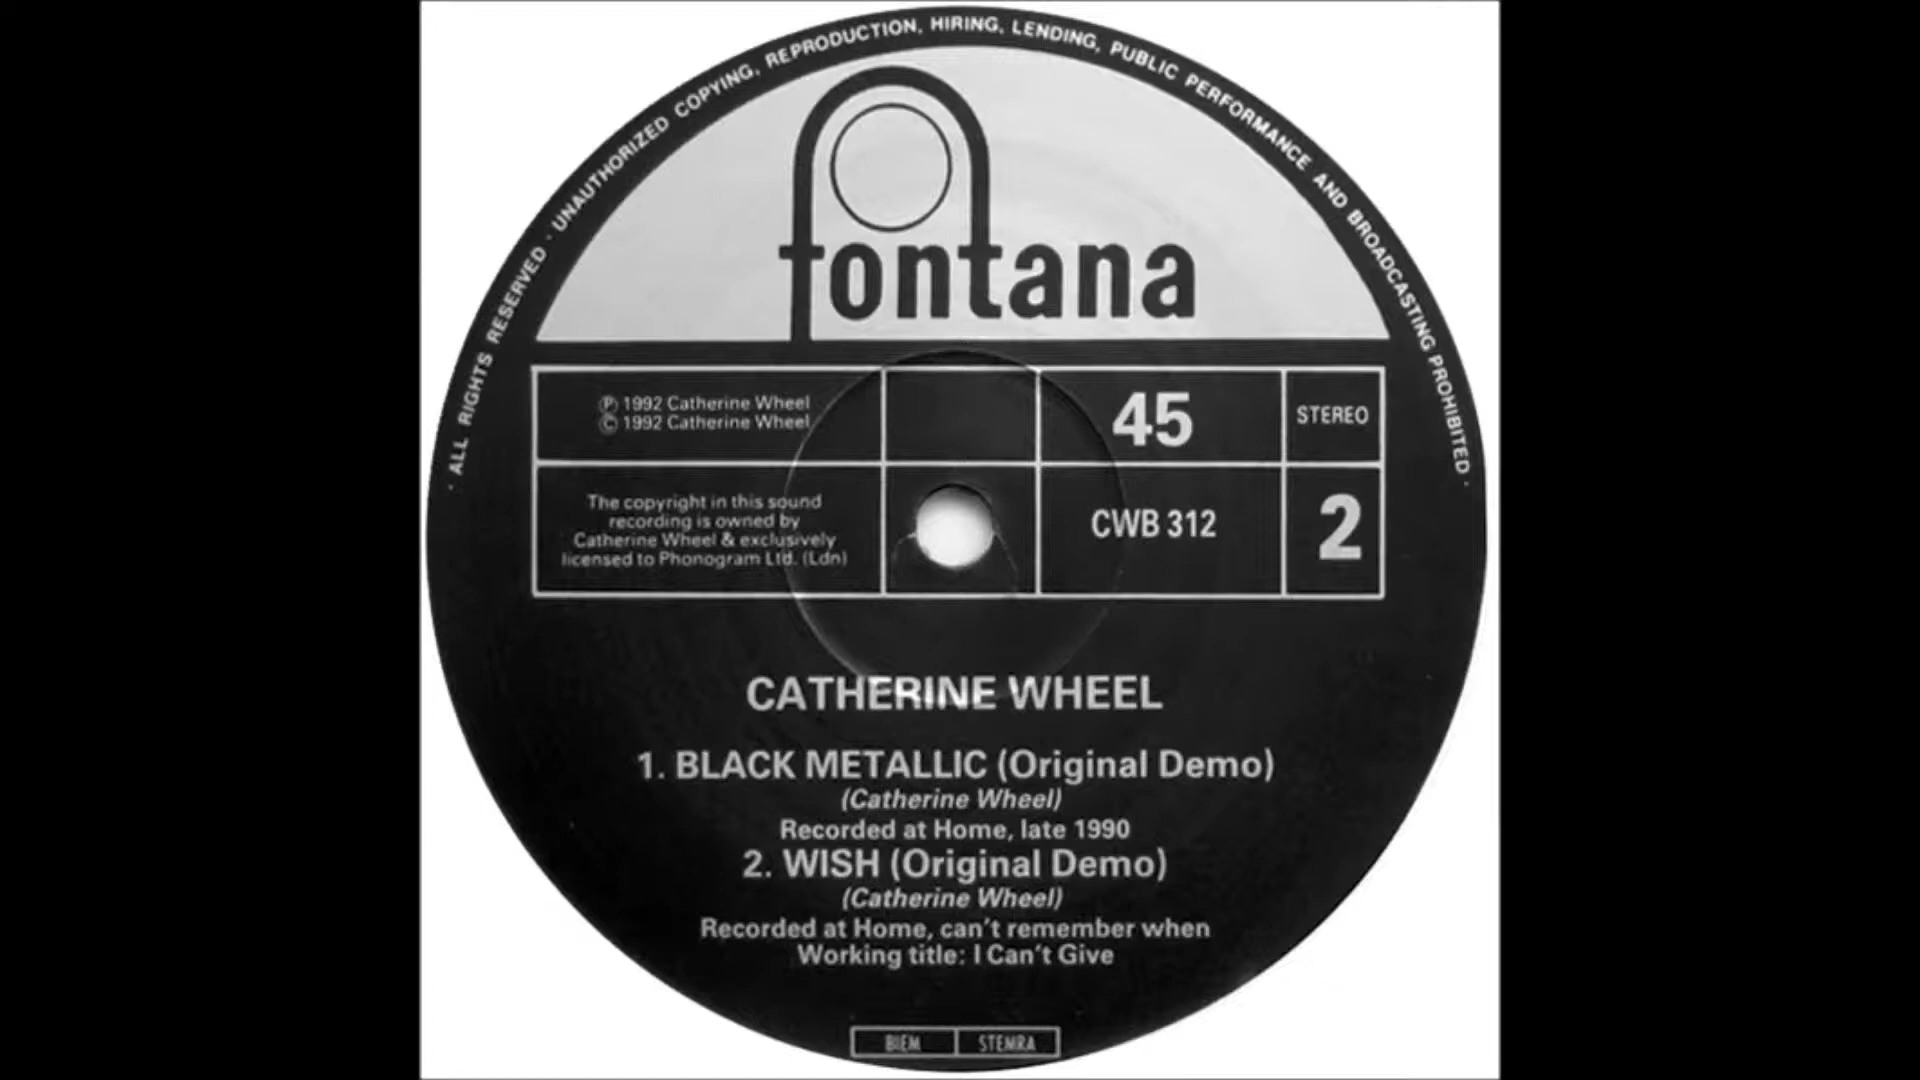 · ALL RIGHTS RESERVED · UNAUTHORIZED COPYING, REPRODUCTION, HIRING, LENDING, PUBLIC PERFORMANCE AND BROADCASTING PROHIBITED ·
fontana
Ⓟ 1992 Catherine Wheel
© 1992 Catherine Wheel
45
STEREO
The copyright in this sound
recording is owned by
Catherine Wheel & exclusively
licensed to Phonogram Ltd. (Ldn)
CWB 312
2
CATHERINE WHEEL
1. BLACK METALLIC (Original Demo)
(Catherine Wheel)
Recorded at Home, late 1990
2. WISH (Original Demo)
(Catherine Wheel)
Recorded at Home, can't remember when
Working title: I Can't Give
BIEM STEMRA